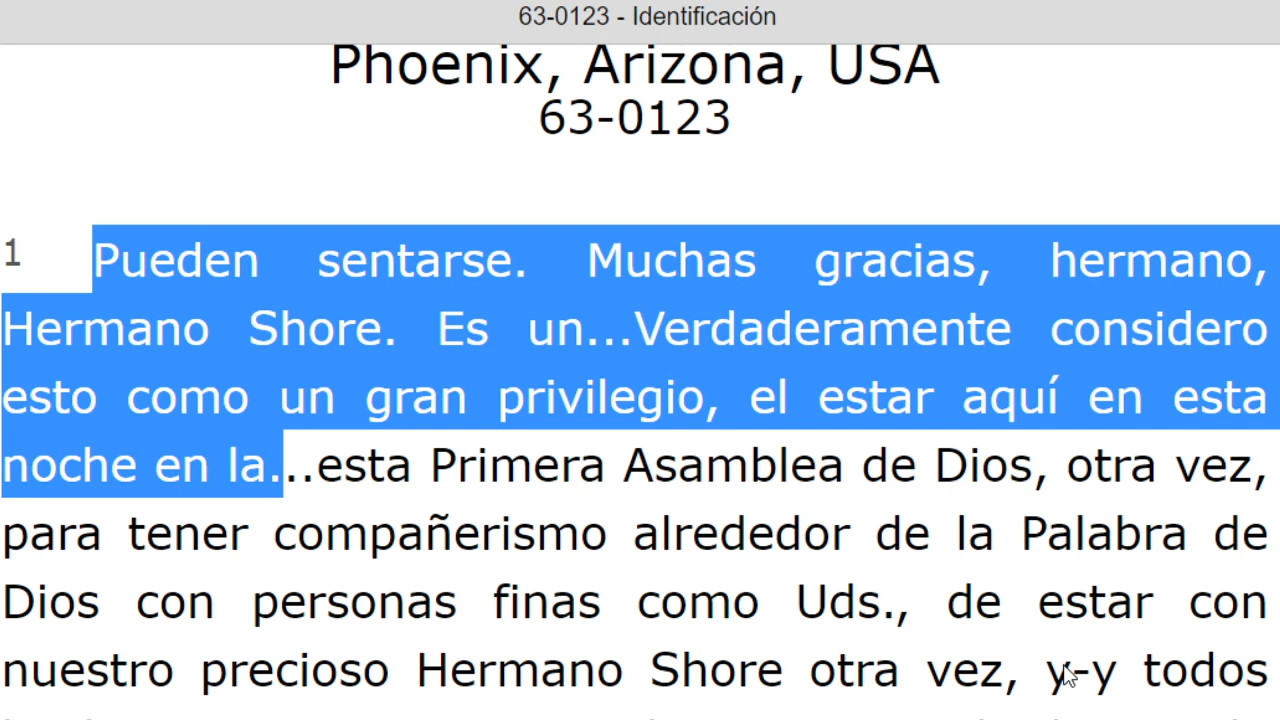 63-0123 - Identificación
Phoenix, Arizona, USA
63-0123
1 Pueden sentarse. Muchas gracias, hermano,
Hermano Shore. Es un...Verdaderamente considero
esto como un gran privilegio, el estar aquí en esta
noche en la...esta Primera Asamblea de Dios, otra vez,
para tener compañerismo alrededor de la Palabra de
Dios con personas finas como Uds., de estar con
nuestro precioso Hermano Shore otra vez, y-y todos